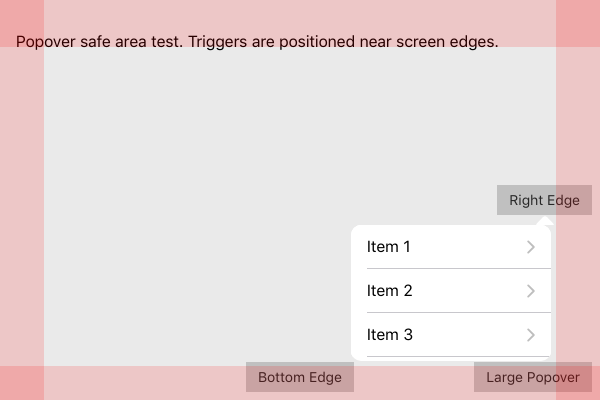 Popover safe area test. Triggers are positioned near screen edges.
Right Edge
Item 1
Item 2
Item 3
Bottom Edge
Large Popover